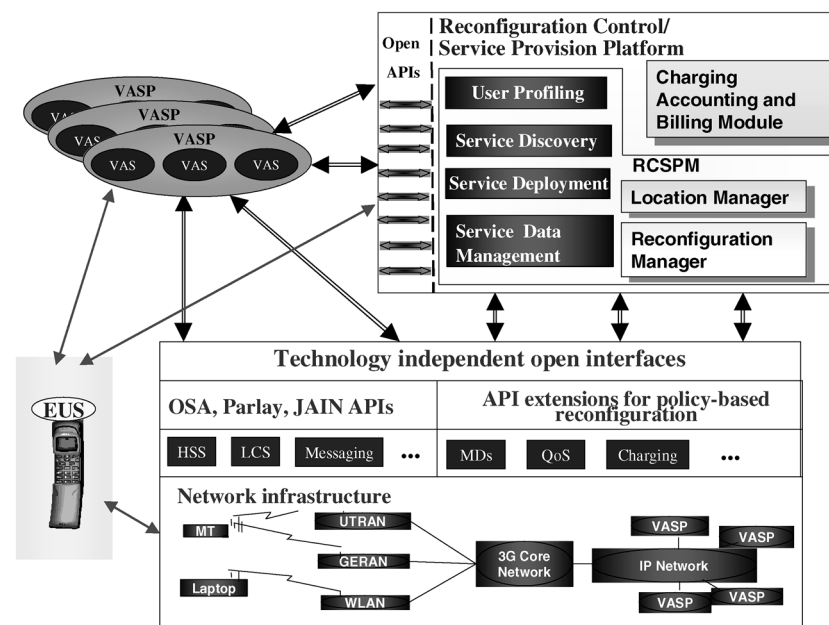 VASP
VASP
VAS
VASP
VAS
VAS
VAS
Open
APIs
Reconfiguration Control/
Service Provision Platform
User Profiling
Service Discovery
Service Deployment
Service Data
Management
Charging
Accounting and
Billing Module
RCSPM
Location Manager
Reconfiguration
Manager
EUS
Technology independent open interfaces
OSA, Parlay, JAIN APIs
API extensions for policy-based
reconfiguration
HSS LCS Messaging ...
MDs QoS Charging ...
Network infrastructure
MT
Laptop
UTRAN
GERAN
WLAN
3G Core
Network
IP Network
VASP
VASP
VASP
VASP